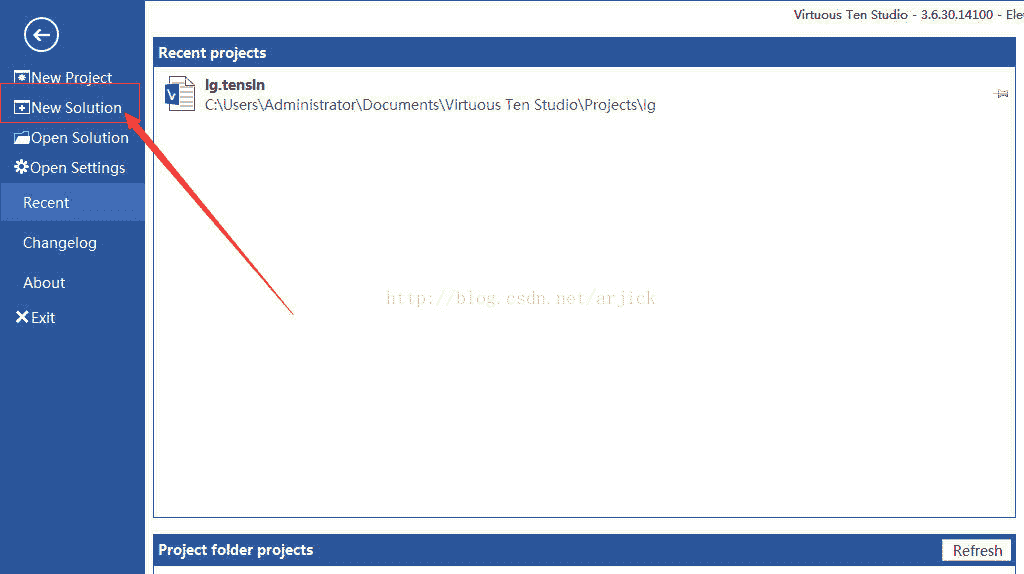 Virtuous Ten Studio - 3.6.30.14100 - Ele
New Project
New Solution
Open Solution
Open Settings
Recent
Changelog
About
Exit
Recent projects
lg.tensln
C:\Users\Administrator\Documents\Virtuous Ten Studio\Projects\lg
http://blog.csdn.net/arjick
Project folder projects
Refresh